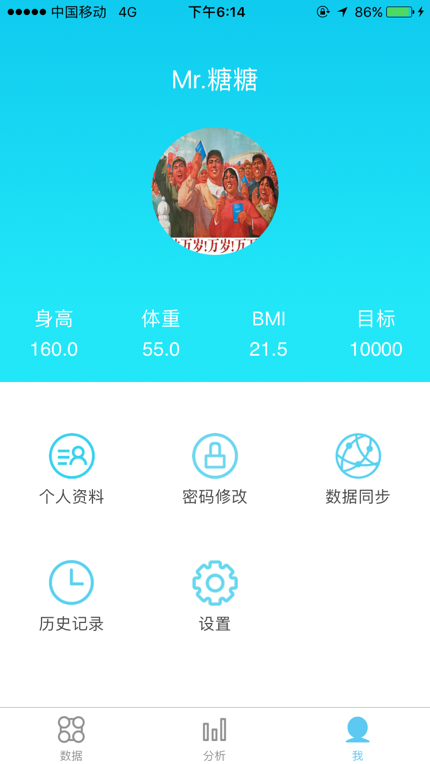 中国移动 4G 下午6:14 86%
Mr.糖糖
万岁!万岁!万
身高 体重 BMI 目标
160.0 55.0 21.5 10000
个人资料 密码修改 数据同步
历史记录 设置
数据 分析 我